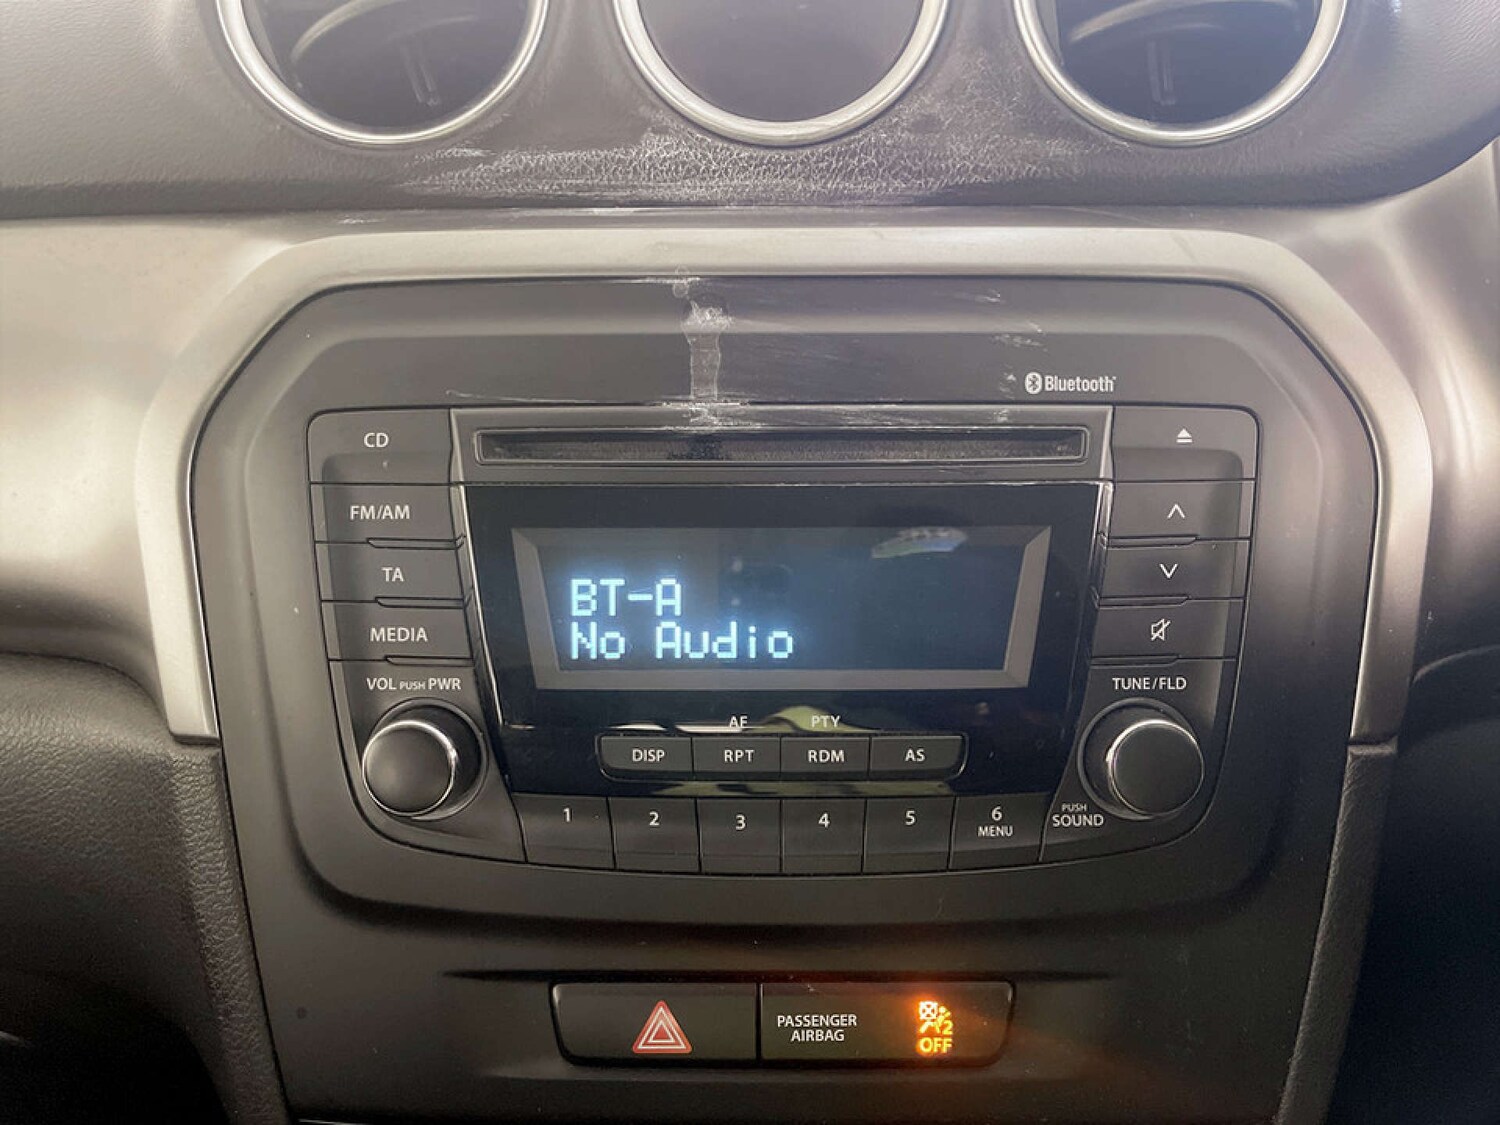 Bluetooth
CD
FM/AM
TA
MEDIA
VOL PUSH PWR
BT-A
No Audio
TUNE/FLD
AF PTY
DISP RPT RDM AS
1 2 3 4 5 6
MENU
PUSH
SOUND
PASSENGER
AIRBAG
2
OFF